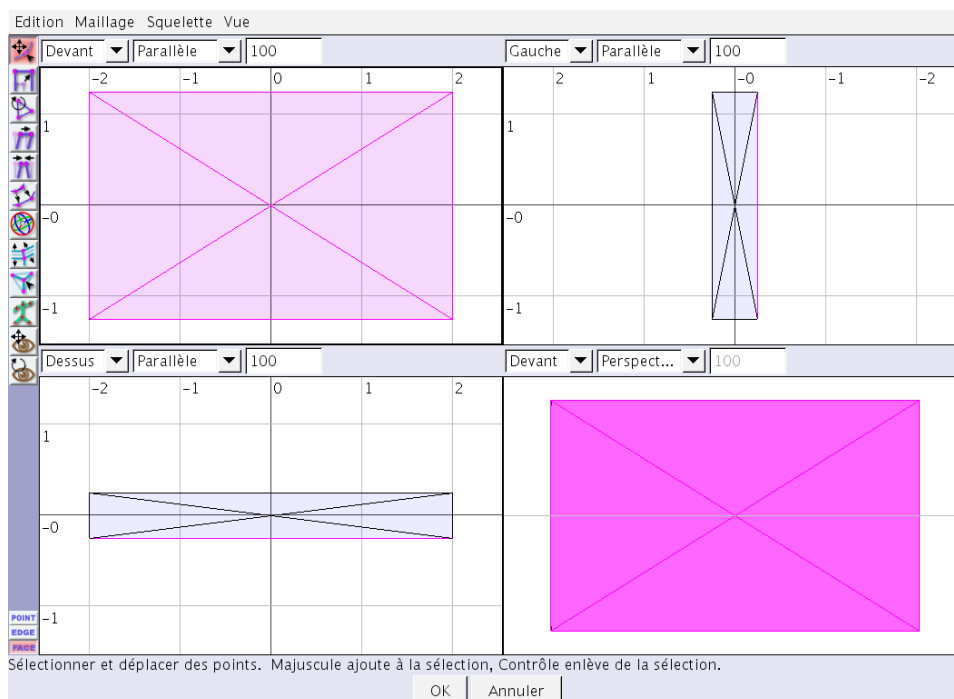 Edition Maillage Squelette Vue
Devant Parallèle 100
Gauche Parallèle 100
-2 -1 0 1 2
2 1 -0 -1 -2
1
1
-0
-0
-1
-1
Dessus Parallèle 100
Devant Perspect... 100
-2 -1 0 1 2
1
-0
-1
POINT
EDGE
FACE
Sélectionner et déplacer des points. Majuscule ajoute à la sélection, Contrôle enlève de la sélection.
OK Annuler